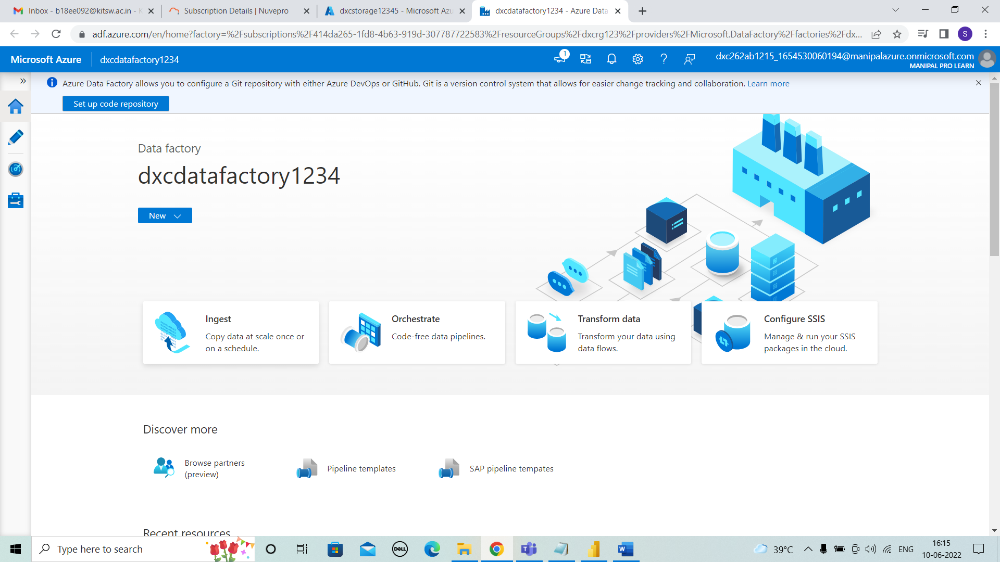 Inbox - b18ee092@kitsw.ac.in - K
Subscription Details | Nuvepro
dxcstorage12345 - Microsoft Azu
dxcdatafactory1234 - Azure Data
adf.azure.com/en/home?factory=%2Fsubscriptions%2F414da265-1fd8-4b63-919d-307787722583%2FresourceGroups%2Fdxcrg123%2Fproviders%2FMicrosoft.DataFactory%2Ffactories%2Fdx...
S
Microsoft Azure
dxcdatafactory1234
1
dxc262ab1215_1654530060194@manipalazure.onmicrosoft.com
MANIPAL PRO LEARN
Azure Data Factory allows you to configure a Git repository with either Azure DevOps or GitHub. Git is a version control system that allows for easier change tracking and collaboration. Learn more
Set up code repository
Data factory
dxcdatafactory1234
New
Ingest
Copy data at scale once or
on a schedule.
Orchestrate
Code-free data pipelines.
Transform data
Transform your data using
data flows.
Configure SSIS
Manage & run your SSIS
packages in the cloud.
Discover more
Browse partners
(preview)
Pipeline templates
SAP pipeline tempates
Recent resources
Type here to search
DELL
39°C
ENG
16:15
10-06-2022